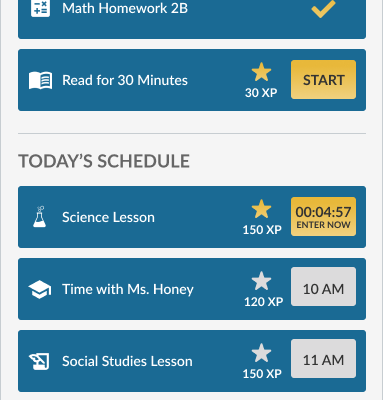 Math Homework 2B
Read for 30 Minutes
30 XP
START
TODAY'S SCHEDULE
Science Lesson
150 XP
00:04:57
ENTER NOW
Time with Ms. Honey
120 XP
10 AM
Social Studies Lesson
150 XP
11 AM